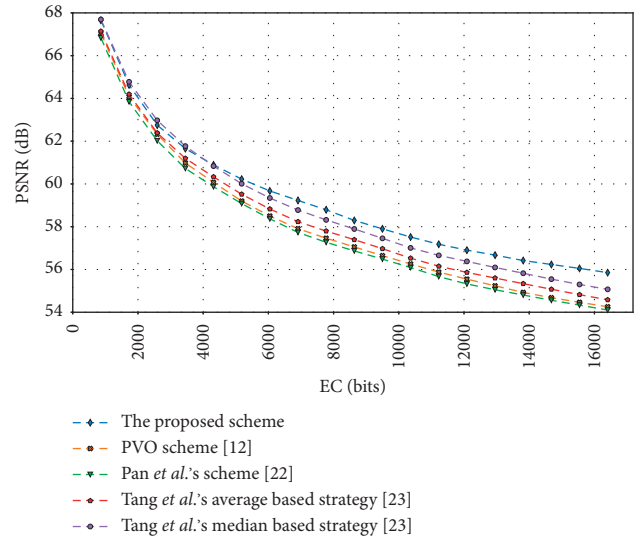 68
66
64
62
60
58
56
54
PSNR (dB)
0
2000
4000
6000
8000
10000
12000
14000
16000
EC (bits)
The proposed scheme
PVO scheme [12]
Pan et al.'s scheme [22]
Tang et al.'s average based strategy [23]
Tang et al.'s median based strategy [23]